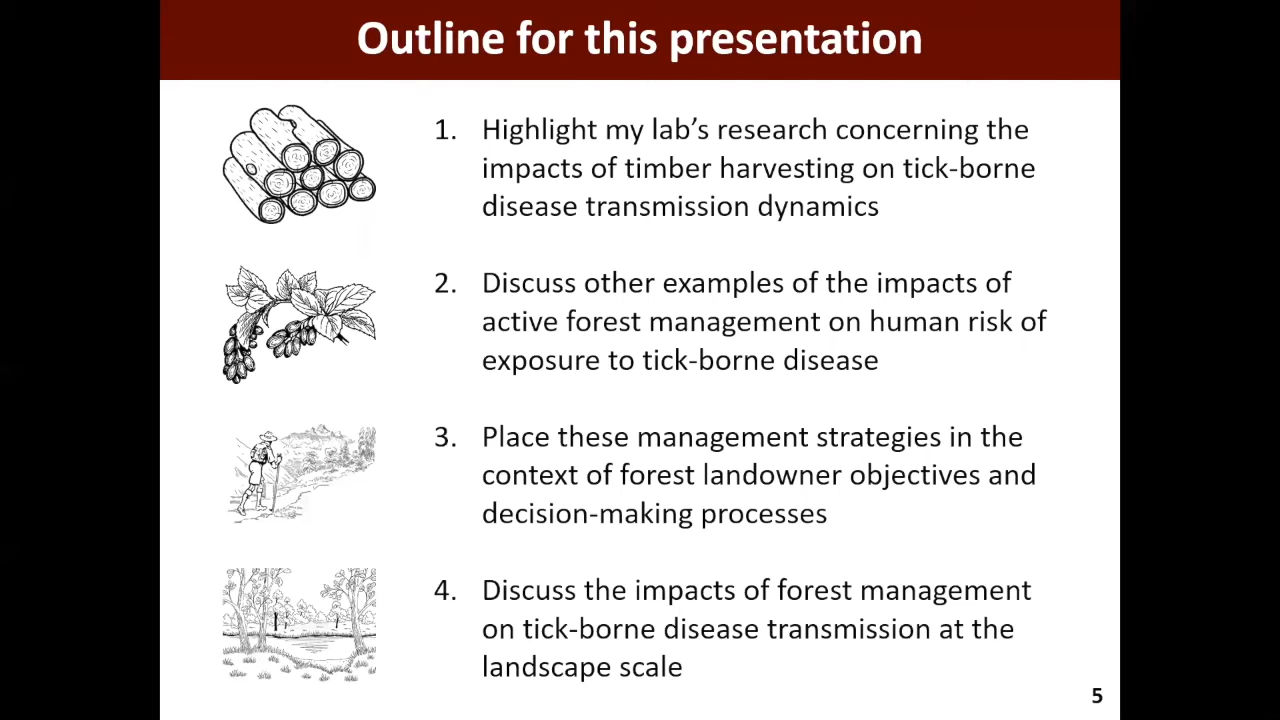 Outline for this presentation
1. Highlight my lab’s research concerning the
impacts of timber harvesting on tick-borne
disease transmission dynamics
2. Discuss other examples of the impacts of
active forest management on human risk of
exposure to tick-borne disease
3. Place these management strategies in the
context of forest landowner objectives and
decision-making processes
4. Discuss the impacts of forest management
on tick-borne disease transmission at the
landscape scale
5